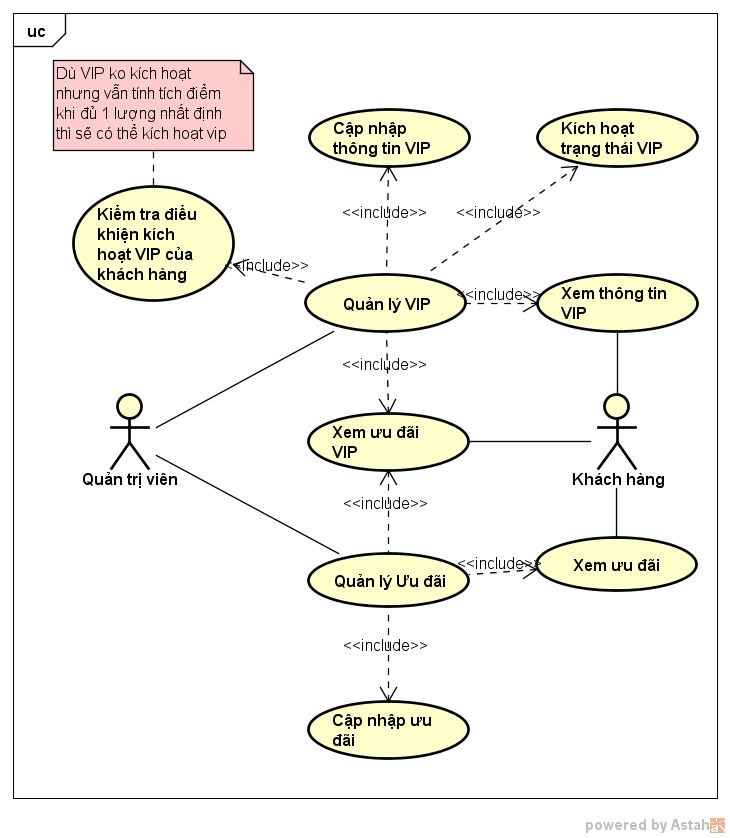 uc
Dù VIP ko kích hoạt
nhưng vẫn tính tích điểm
khi đủ 1 lượng nhất định
thì sẽ có thể kích hoạt vip
Cập nhập
thông tin VIP
Kích hoạt
trạng thái VIP
<<include>>
<<include>>
Kiểm tra điều
khiện kích
hoạt VIP của
khách hàng
<<include>>
Quản lý VIP
<<include>>
Xem thông tin
VIP
<<include>>
Xem ưu đãi
VIP
Quản trị viên
Khách hàng
<<include>>
Quản lý Ưu đãi
<<include>>
Xem ưu đãi
<<include>>
Cập nhập ưu
đãi
powered by Astah